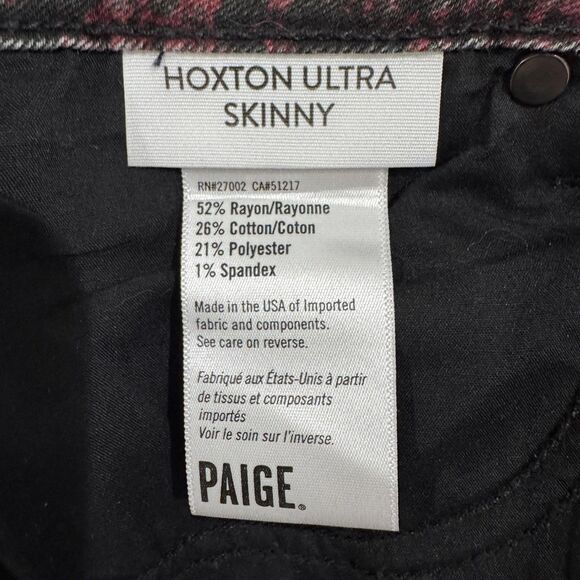 HOXTON ULTRA
SKINNY
RN#27002 CA#51217
52% Rayon/Rayonne
26% Cotton/Coton
21% Polyester
1% Spandex
Made in the USA of Imported
fabric and components.
See care on reverse.
Fabriqué aux États-Unis à partir
de tissus et composants
importés
Voir le soin sur l'inverse.
PAIGE®